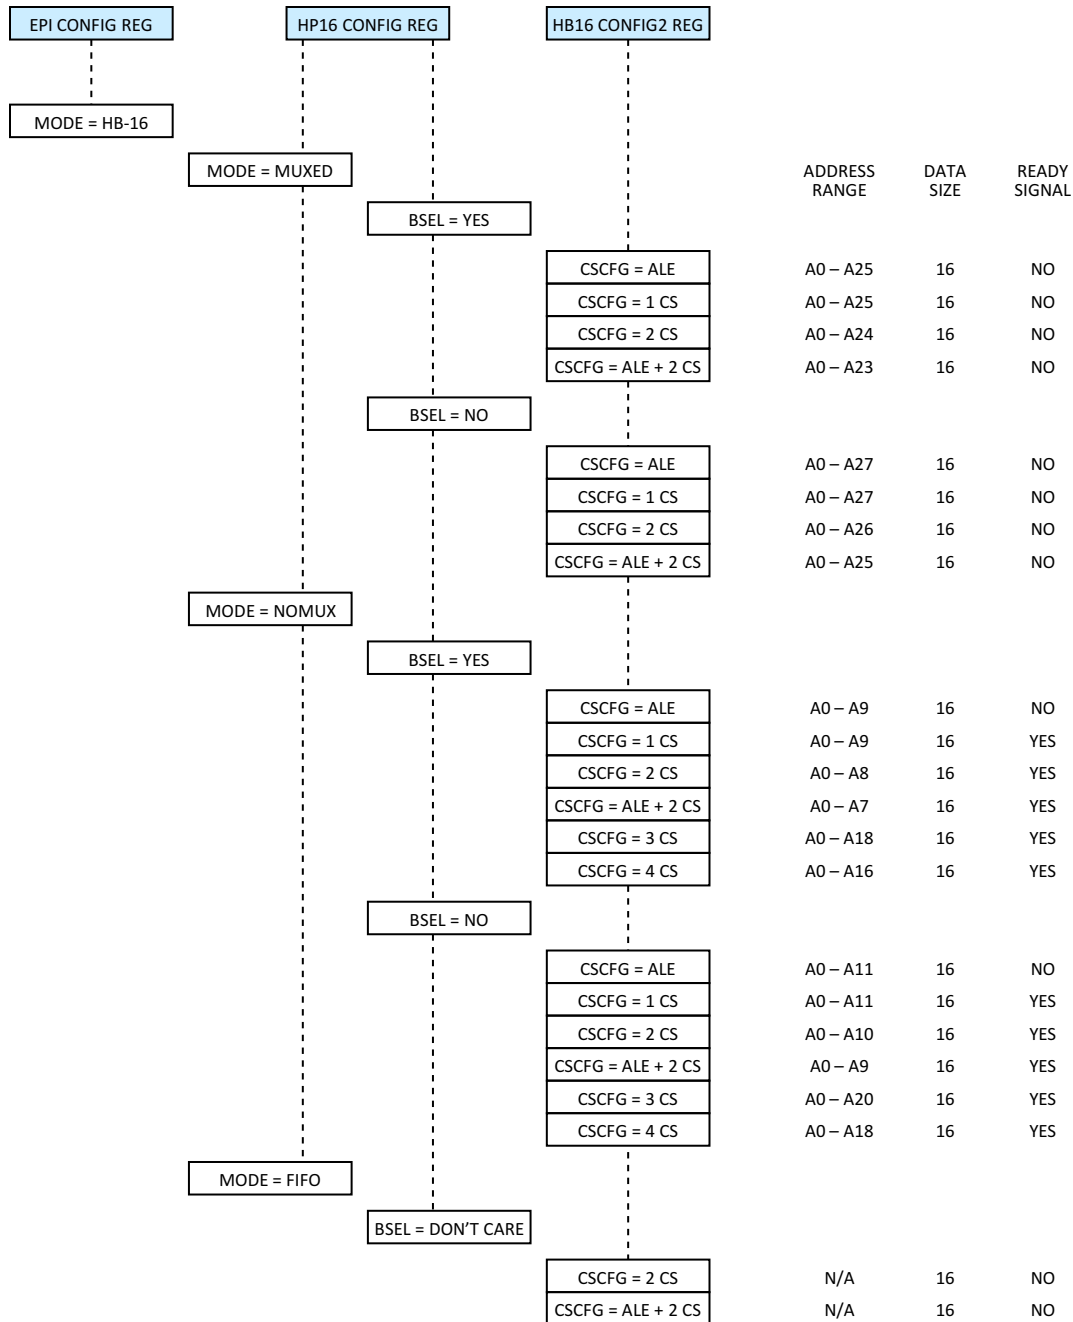 EPI CONFIG REG HP16 CONFIG REG HB16 CONFIG2 REG
MODE = HB-16
MODE = MUXED ADDRESS RANGE DATA SIZE READY SIGNAL
BSEL = YES
CSCFG = ALE A0 – A25 16 NO
CSCFG = 1 CS A0 – A25 16 NO
CSCFG = 2 CS A0 – A24 16 NO
CSCFG = ALE + 2 CS A0 – A23 16 NO
BSEL = NO
CSCFG = ALE A0 – A27 16 NO
CSCFG = 1 CS A0 – A27 16 NO
CSCFG = 2 CS A0 – A26 16 NO
CSCFG = ALE + 2 CS A0 – A25 16 NO
MODE = NOMUX
BSEL = YES
CSCFG = ALE A0 – A9 16 NO
CSCFG = 1 CS A0 – A9 16 YES
CSCFG = 2 CS A0 – A8 16 YES
CSCFG = ALE + 2 CS A0 – A7 16 YES
CSCFG = 3 CS A0 – A18 16 YES
CSCFG = 4 CS A0 – A16 16 YES
BSEL = NO
CSCFG = ALE A0 – A11 16 NO
CSCFG = 1 CS A0 – A11 16 YES
CSCFG = 2 CS A0 – A10 16 YES
CSCFG = ALE + 2 CS A0 – A9 16 YES
CSCFG = 3 CS A0 – A20 16 YES
CSCFG = 4 CS A0 – A18 16 YES
MODE = FIFO
BSEL = DON’T CARE
CSCFG = 2 CS N/A 16 NO
CSCFG = ALE + 2 CS N/A 16 NO